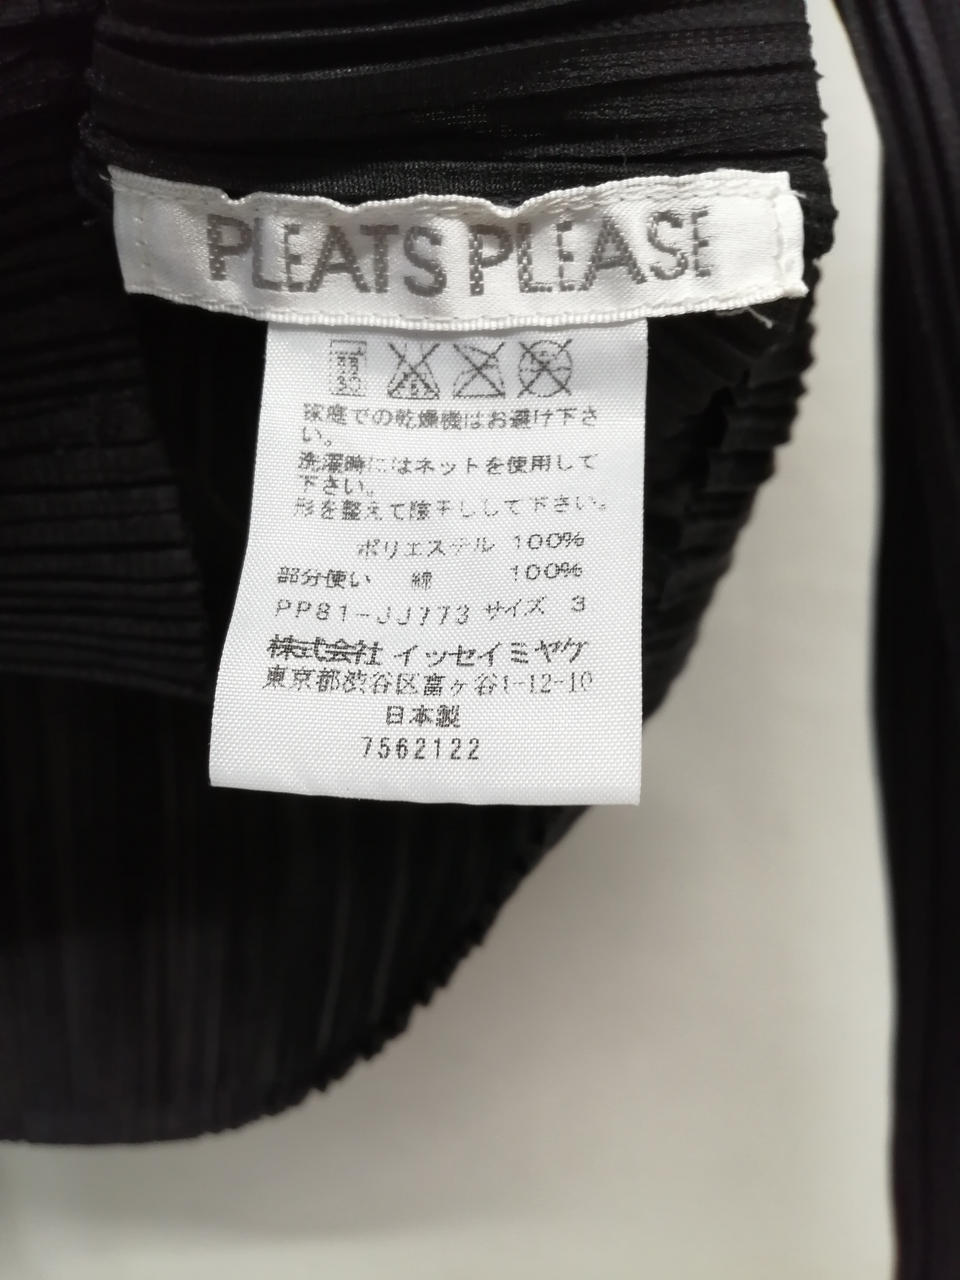 PLEATS PLEASE
30
家庭での乾燥機はお避け下さ
い。
洗濯時にはネットを使用して
下さい。
形を整えて陰干しして下さい。
ポリエステル 100%
部分使い 綿 100%
PP81-JJ773 サイズ 3
株式会社 イッセイミヤケ
東京都渋谷区富ヶ谷1-12-10
日本製
7562122